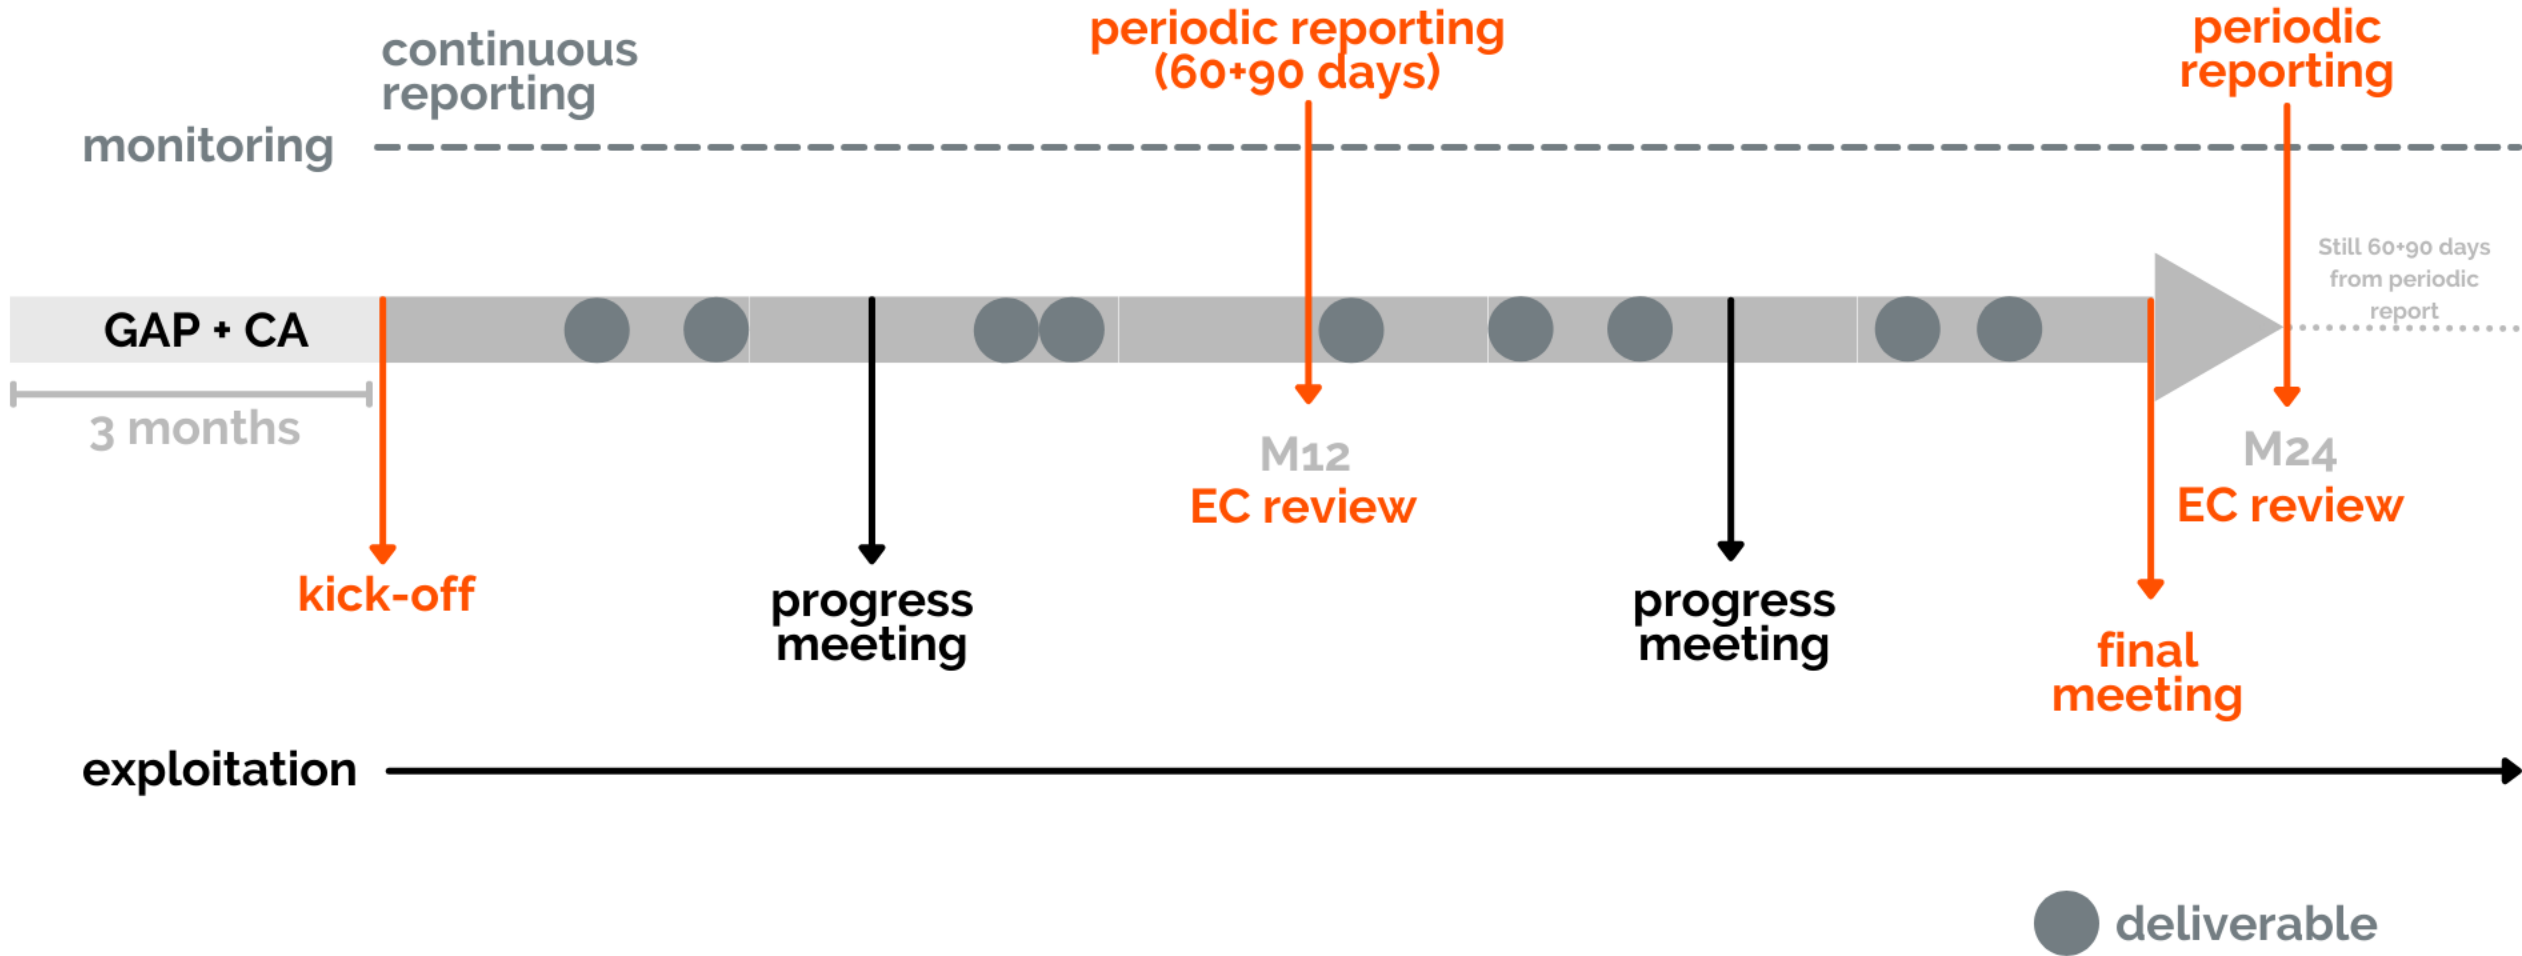 periodic reporting
(60+90 days)
periodic
reporting
continuous
reporting
monitoring
Still 60+90 days
from periodic
report
GAP + CA
3 months
M12
EC review
M24
EC review
kick-off
progress
meeting
progress
meeting
final
meeting
exploitation
deliverable